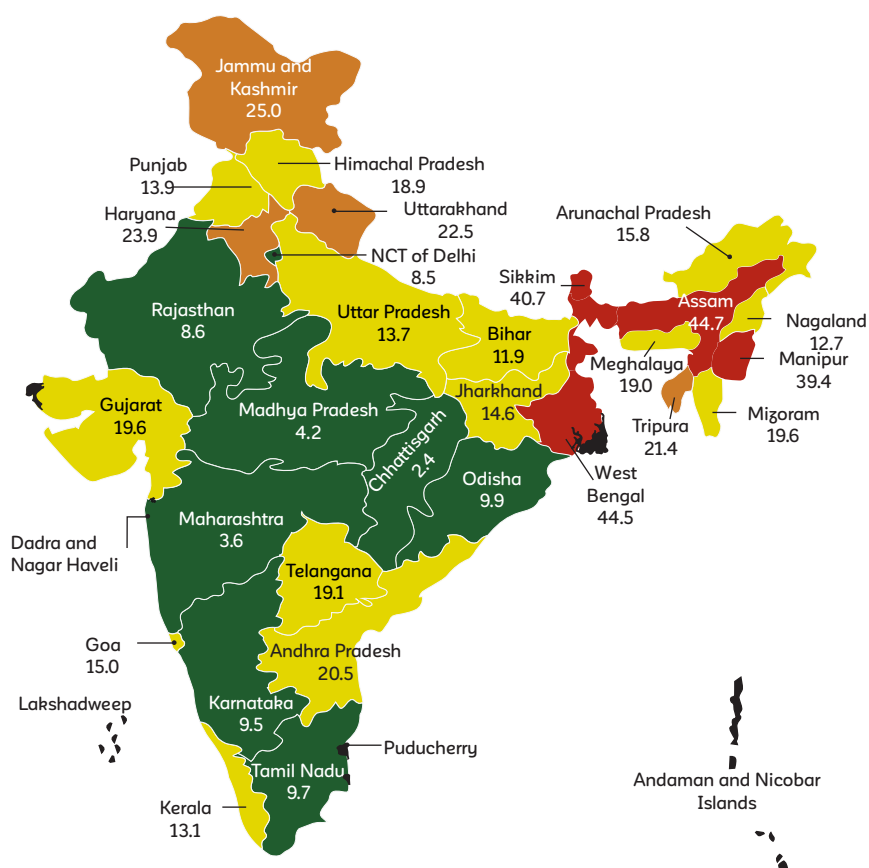 Jammu and
Kashmir
25.0
Punjab
13.9
Himachal Pradesh
18.9
Haryana
23.9
Uttarakhand
22.5
Arunachal Pradesh
15.8
NCT of Delhi
8.5
Sikkim
40.7
Rajasthan
8.6
Uttar Pradesh
13.7
Bihar
11.9
Assam
44.7
Nagaland
12.7
Meghalaya
19.0
Manipur
39.4
Gujarat
19.6
Madhya Pradesh
4.2
Jharkhand
14.6
Tripura
21.4
Mizoram
19.6
Chhattisgarh
2.4
Odisha
9.9
West
Bengal
44.5
Maharashtra
3.6
Dadra and
Nagar Haveli
Telangana
19.1
Goa
15.0
Andhra Pradesh
20.5
Lakshadweep
Karnataka
9.5
Puducherry
Tamil Nadu
9.7
Andaman and Nicobar
Islands
Kerala
13.1